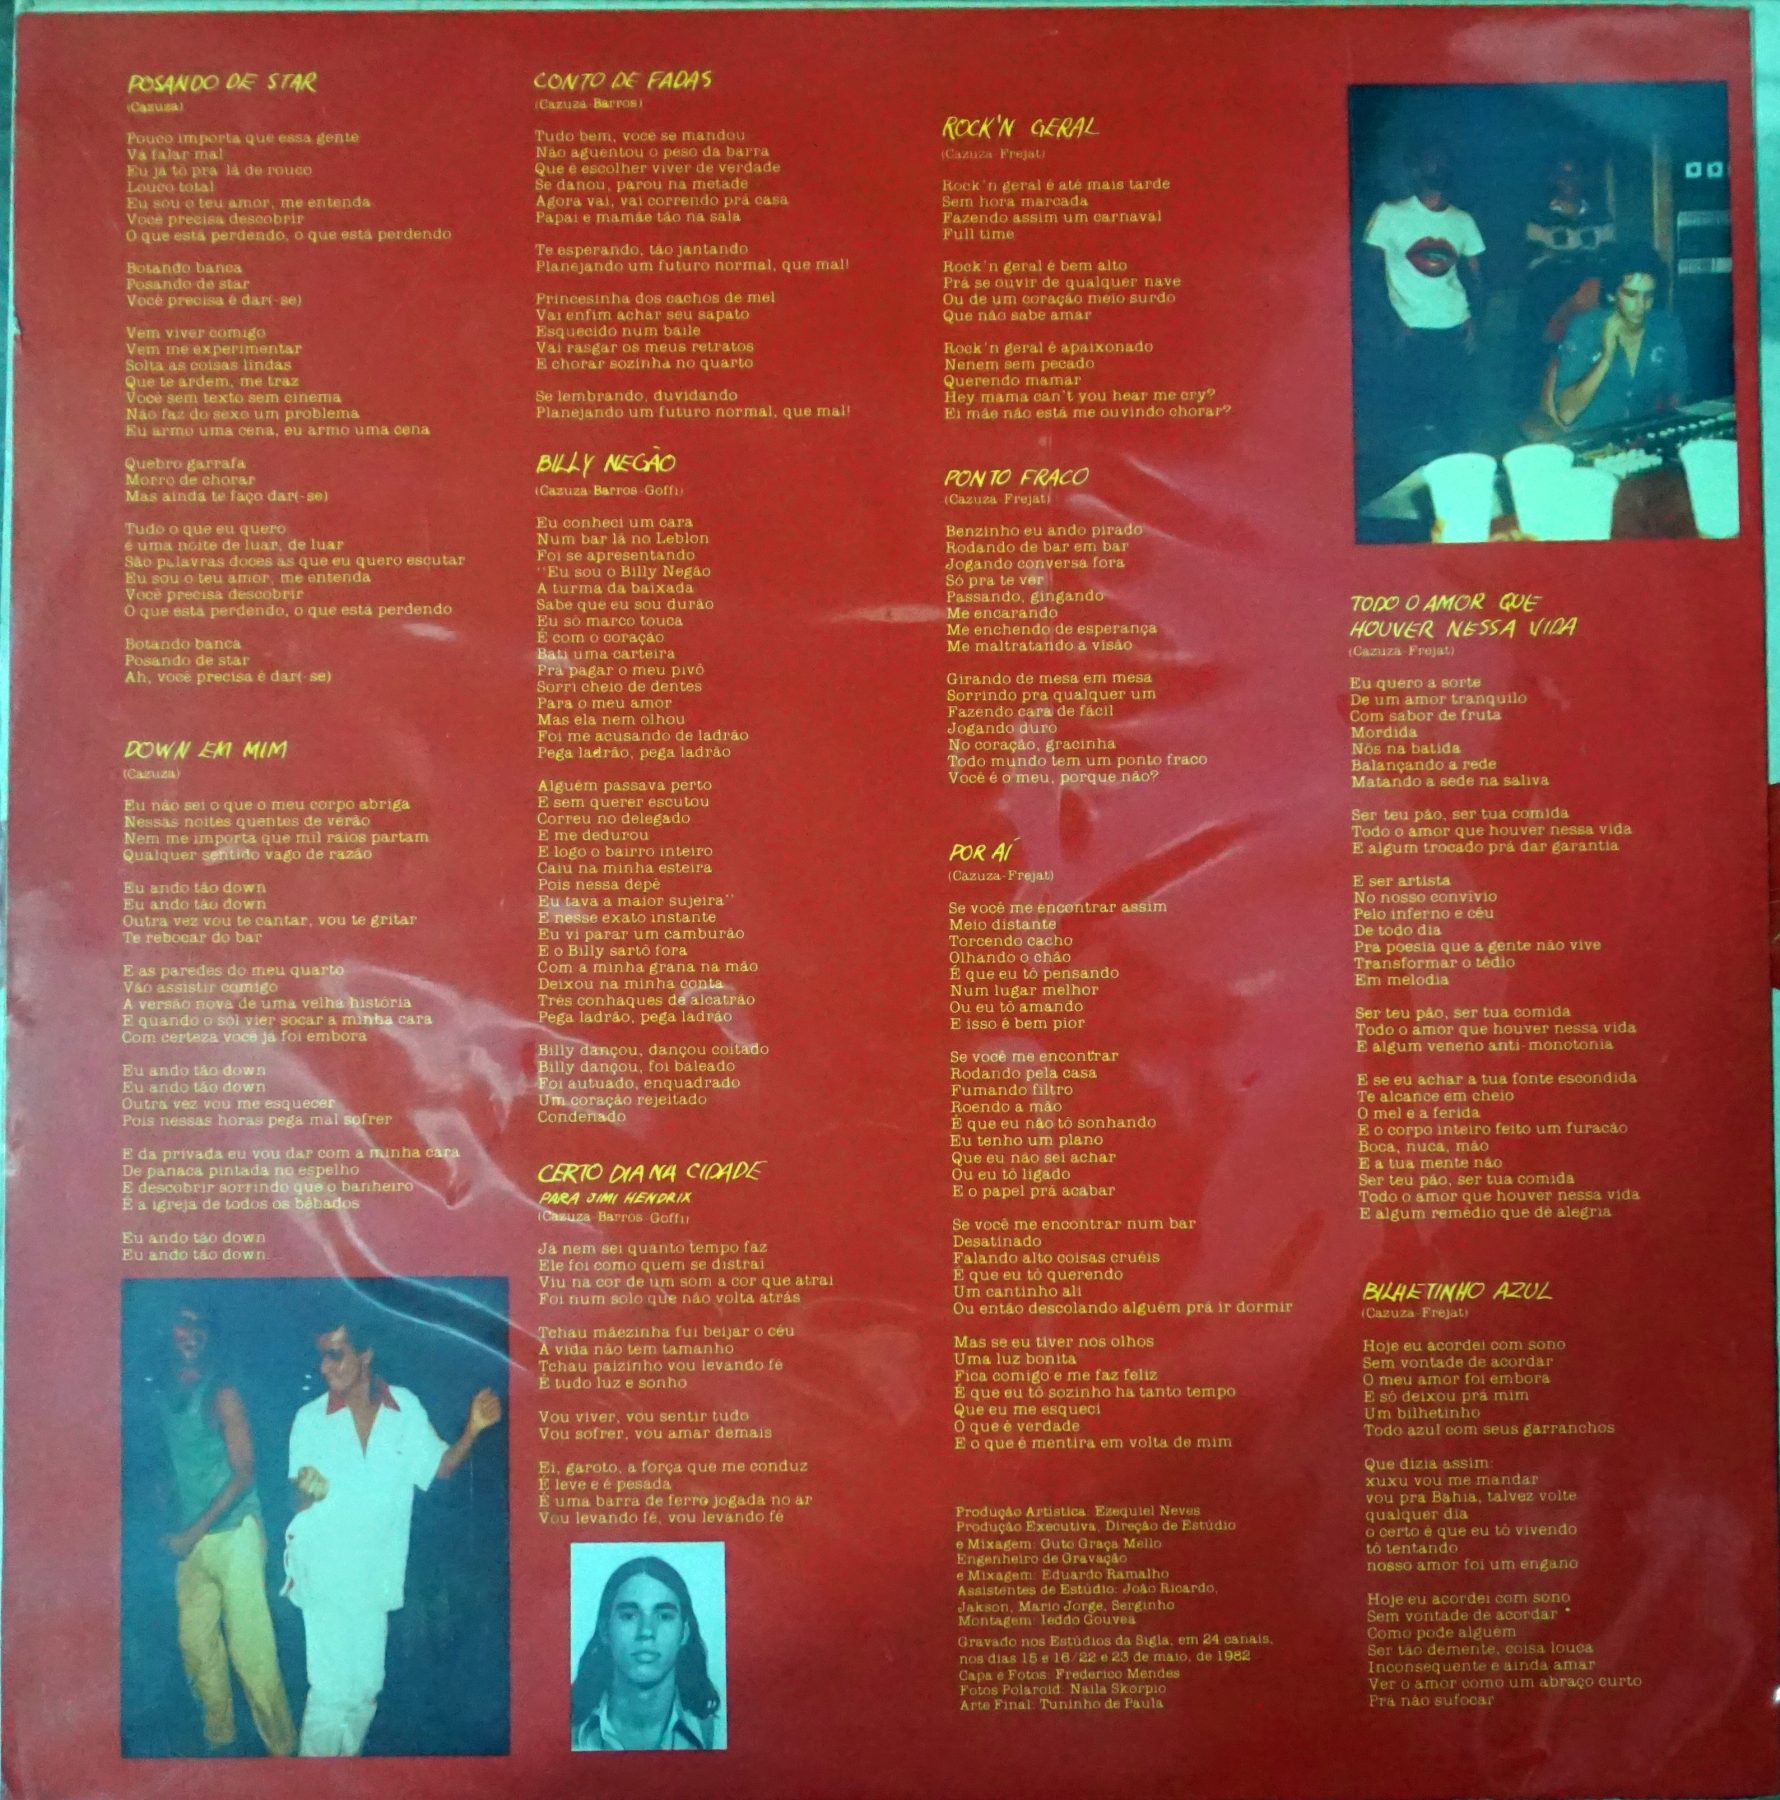 POSANDO DE STAR
(Cazuza)
Pouco importa que essa gente
Vá falar mal
Eu já tô pra lá de rouco
Louco total
Eu sou o teu amor, me entenda
Você precisa descobrir
O que está perdendo, o que está perdendo
Botando banca
Posando de star
Você precisa é dar(-se)
Vem viver comigo
Vem me experimentar
Solta as coisas lindas
Que te ardem, me traz
Você sem texto sem cinema
Não faz do sexo um problema
Eu armo uma cena, eu armo uma cena
Quebro garrafa
Morro de chorar
Mas ainda te faço dar(-se)
Tudo o que eu quero
é uma noite de luar, de luar
São palavras doces as que eu quero escutar
Eu sou o teu amor, me entenda
Você precisa descobrir
O que está perdendo, o que está perdendo
Botando banca
Posando de star
Ah, você precisa é dar(-se)
DOWN EM MIM
(Cazuza)
Eu não sei o que o meu corpo abriga
Nessas noites quentes de verão
Nem me importa que mil raios partam
Qualquer sentido vago de razão
Eu ando tão down
Eu ando tão down
Outra vez vou te cantar, vou te gritar
Te rebocar do bar
E as paredes do meu quarto
Vão assistir comigo
A versão nova de uma velha história
E quando o sol vier socar a minha cara
Com certeza você já foi embora
Eu ando tão down
Eu ando tão down
Outra vez vou me esquecer
Pois nessas horas pega mal sofrer
E da privada eu vou dar com a minha cara
De panaca pintada no espelho
E descobrir sorrindo que o banheiro
É a igreja de todos os bêbados
Eu ando tão down
Eu ando tão down
CONTO DE FADAS
(Cazuza-Barros)
Tudo bem, você se mandou
Não aguentou o peso da barra
Que é escolher viver de verdade
Se danou, parou na metade
Agora vai, vai correndo prá casa
Papai e mamãe tão na sala
Te esperando, tão jantando
Planejando um futuro normal, que mal!
Princesinha dos cachos de mel
Vai enfim achar seu sapato
Esquecido num baile
Vai rasgar os meus retratos
E chorar sozinha no quarto
Se lembrando, duvidando
Planejando um futuro normal, que mal!
BILLY NEGÃO
(Cazuza-Barros-Goffi)
Eu conheci um cara
Num bar lá no Leblon
Foi se apresentando
"Eu sou o Billy Negão
A turma da baixada
Sabe que eu sou durão
Eu só marco touca
É com o coração
Bati uma carteira
Prá pagar o meu pivô
Sorri cheio de dentes
Para o meu amor
Mas ela nem olhou
Foi me acusando de ladrão
Pega ladrão, pega ladrão
Alguém passava perto
E sem querer escutou
Correu no delegado
E me dedurou
E logo o bairro inteiro
Caiu na minha esteira
Pois nessa depê
Eu tava a maior sujeira"
E nesse exato instante
Eu vi parar um camburão
E o Billy sartô fora
Com a minha grana na mão
Deixou na minha conta
Três conhaques de alcatrão
Pega ladrão, pega ladrão
Billy dançou, dançou coitado
Billy dançou, foi baleado
Foi autuado, enquadrado
Um coração rejeitado
Condenado
CERTO DIA NA CIDADE
PARA JIMI HENDRIX
(Cazuza-Barros-Goffi)
Já nem sei quanto tempo faz
Ele foi como quem se distrai
Viu na cor de um som a cor que atrai
Foi num solo que não volta atrás
Tchau mãezinha fui beijar o céu
A vida não tem tamanho
Tchau paizinho vou levando fé
É tudo luz e sonho
Vou viver, vou sentir tudo
Vou sofrer, vou amar demais
Ei, garoto, a força que me conduz
É leve e é pesada
É uma barra de ferro jogada no ar
Vou levando fé, vou levando fé
ROCK'N GERAL
(Cazuza-Frejat)
Rock'n geral é até mais tarde
Sem hora marcada
Fazendo assim um carnaval
Full time
Rock'n geral é bem alto
Prá se ouvir de qualquer nave
Ou de um coração meio surdo
Que não sabe amar
Rock'n geral é apaixonado
Nenem sem pecado
Querendo mamar
Hey mama can't you hear me cry?
Ei mãe não está me ouvindo chorar?
PONTO FRACO
(Cazuza-Frejat)
Benzinho eu ando pirado
Rodando de bar em bar
Jogando conversa fora
Só pra te ver
Passando, gingando
Me encarando
Me enchendo de esperança
Me maltratando a visão
Girando de mesa em mesa
Sorrindo pra qualquer um
Fazendo cara de fácil
Jogando duro
No coração, gracinha
Todo mundo tem um ponto fraco
Você é o meu, porque não?
POR AÍ
(Cazuza-Frejat)
Se você me encontrar assim
Meio distante
Torcendo cacho
Olhando o chão
É que eu tô pensando
Num lugar melhor
Ou eu tô amando
E isso é bem pior
Se você me encontrar
Rodando pela casa
Fumando filtro
Roendo a mão
É que eu não tô sonhando
Eu tenho um plano
Que eu não sei achar
Ou eu tô ligado
E o papel prá acabar
Se você me encontrar num bar
Desatinado
Falando alto coisas cruéis
É que eu tô querendo
Um cantinho ali
Ou então descolando alguém prá ir dormir
Mas se eu tiver nos olhos
Uma luz bonita
Fica comigo e me faz feliz
É que eu tô sozinho há tanto tempo
Que eu me esqueci
O que é verdade
E o que é mentira em volta de mim
Produção Artística: Ezequiel Neves
Produção Executiva, Direção de Estúdio
e Mixagem: Guto Graça Mello
Engenheiro de Gravação
e Mixagem: Eduardo Ramalho
Assistentes de Estúdio: João Ricardo,
Jakson, Mario Jorge, Serginho
Montagem: Ieddo Gouvea
Gravado nos Estúdios da Sigla, em 24 canais,
nos dias 15 e 16/22 e 23 de maio, de 1982
Capa e Fotos: Frederico Mendes
Fotos Polaroid: Naila Skorpio
Arte Final: Tuninho de Paula
TODO O AMOR QUE
HOUVER NESSA VIDA
(Cazuza-Frejat)
Eu quero a sorte
De um amor tranquilo
Com sabor de fruta
Mordida
Nós na batida
Balançando a rede
Matando a sede na saliva
Ser teu pão, ser tua comida
Todo o amor que houver nessa vida
E algum trocado prá dar garantia
E ser artista
No nosso convívio
Pelo inferno e céu
De todo dia
Pra poesia que a gente não vive
Transformar o tédio
Em melodia
Ser teu pão, ser tua comida
Todo o amor que houver nessa vida
E algum veneno anti-monotonia
E se eu achar a tua fonte escondida
Te alcance em cheio
O mel e a ferida
E o corpo inteiro feito um furacão
Boca, nuca, mão
E a tua mente não
Ser teu pão, ser tua comida
Todo o amor que houver nessa vida
E algum remédio que dê alegria
BILHETINHO AZUL
(Cazuza-Frejat)
Hoje eu acordei com sono
Sem vontade de acordar
O meu amor foi embora
E só deixou prá mim
Um bilhetinho
Todo azul com seus garranchos
Que dizia assim:
xuxu vou me mandar
vou pra Bahia, talvez volte
qualquer dia
o certo é que eu tô vivendo
tô tentando
nosso amor foi um engano
Hoje eu acordei com sono
Sem vontade de acordar
Como pode alguém
Ser tão demente, coisa louca
Inconsequente e ainda amar
Ver o amor como um abraço curto
Prá não sufocar